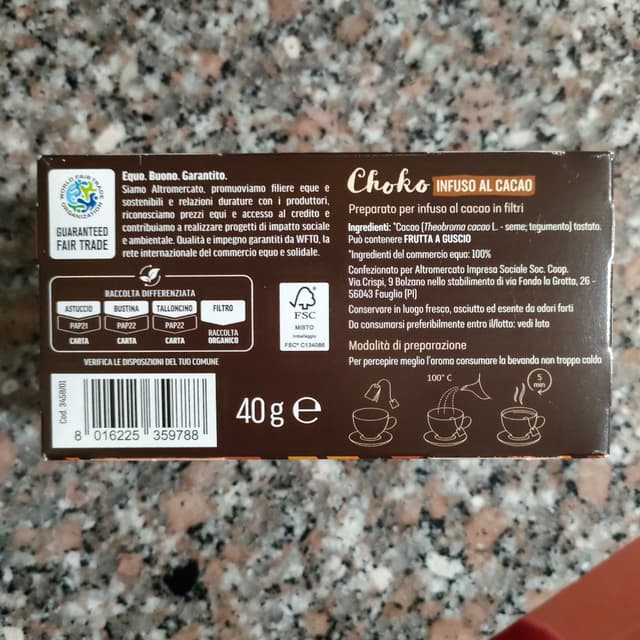 WORLD FAIR TRADE ORGANIZATION
GUARANTEED
FAIR TRADE
Equo. Buono. Garantito.
Siamo Altromercato, promuoviamo filiere eque e
sostenibili e relazioni durature con i produttori,
riconosciamo prezzi equi e accesso al credito e
contribuiamo a realizzare progetti di impatto sociale
e ambientale. Qualità e impegno garantiti da WFTO, la
rete internazionale del commercio equo e solidale.
RACCOLTA DIFFERENZIATA
ASTUCCIO BUSTINA TALLONCINO FILTRO
PAP21 PAP22 PAP22
CARTA CARTA CARTA RACCOLTA
ORGANICO
VERIFICA LE DISPOSIZIONI DEL TUO COMUNE
FSC
MISTO
Imballaggio
FSC® C134086
Cod. 3458/01
8 016225 359788
40 g ℮
Choko INFUSO AL CACAO
Preparato per infuso al cacao in filtri
Ingredienti: *Cacao (Theobroma cacao L. - seme; tegumento) tostato.
Può contenere FRUTTA A GUSCIO
*Ingredienti del commercio equo: 100%
Confezionato per Altromercato Impresa Sociale Soc. Coop.
Via Crispi, 9 Bolzano nello stabilimento di via Fondo la Grotta, 26 -
56043 Fauglia (PI)
Conservare in luogo fresco, asciutto ed esente da odori forti
Da consumarsi preferibilmente entro il/lotto: vedi lato
Modalità di preparazione
Per percepire meglio l'aroma consumare la bevanda non troppo calda
100° C
5
min